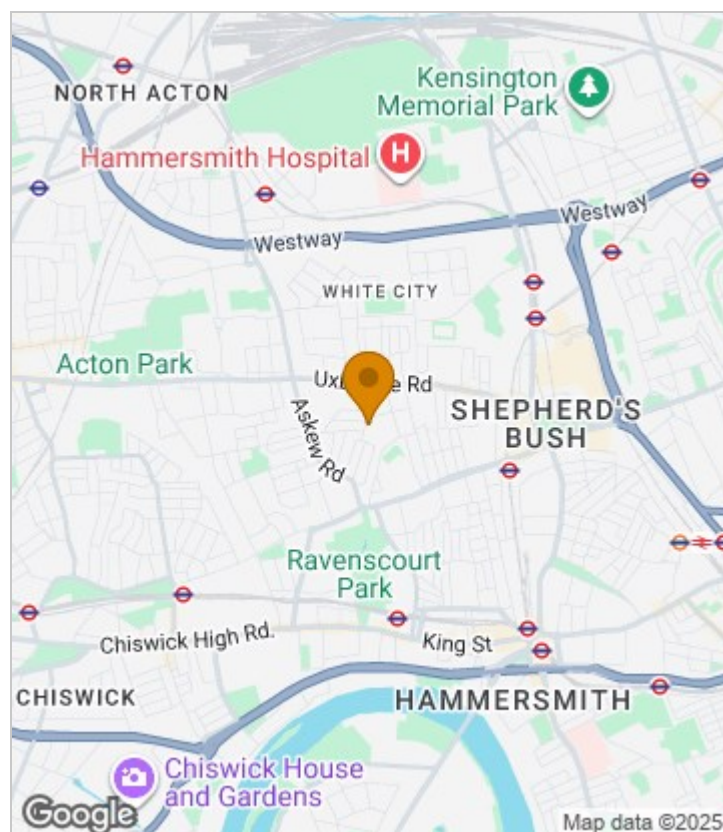 NORTH ACTON
Kensington
Memorial Park
Hammersmith Hospital
H
Westway
Westway
WHITE CITY
Acton Park
Rd
SHEPHERD'S
BUSH
Askew Rd
Ravenscourt
Park
Chiswick High Rd.
King St
CHISWICK
HAMMERSMITH
Chiswick House
and Gardens
Google
Map data ©2025